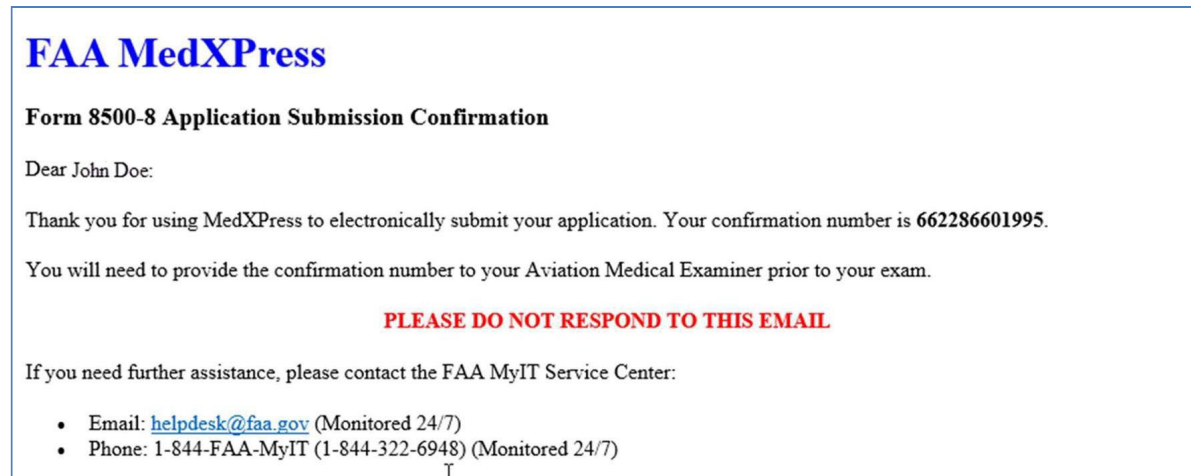 FAA MedXPress
Form 8500-8 Application Submission Confirmation
Dear John Doe:
Thank you for using MedXPress to electronically submit your application. Your confirmation number is 662286601995.
You will need to provide the confirmation number to your Aviation Medical Examiner prior to your exam.
PLEASE DO NOT RESPOND TO THIS EMAIL
If you need further assistance, please contact the FAA MyIT Service Center:
• Email: helpdesk@faa.gov (Monitored 24/7)
• Phone: 1-844-FAA-MyIT (1-844-322-6948) (Monitored 24/7)